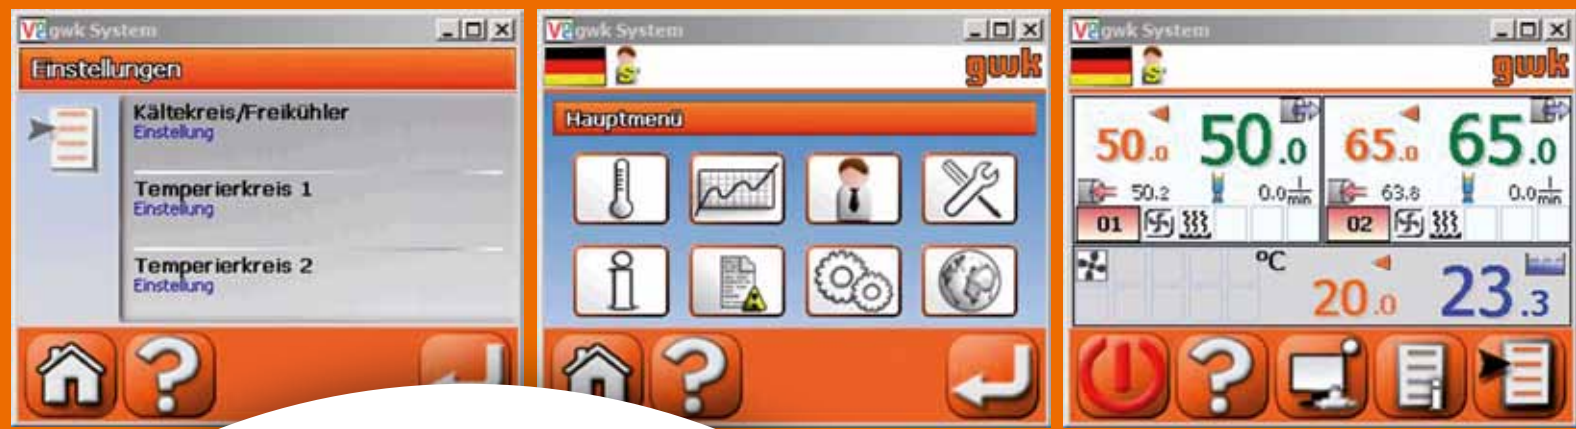 gwk System
Einstellungen
Kältekreis/Freikühler
Einstellung
Temperierkreis 1
Einstellung
Temperierkreis 2
Einstellung
gwk System
gwk
Hauptmenü
gwk System
gwk
50.0 50.0
50.2 0.0 l/min
01
65.0 65.0
63.8 0.0 l/min
02
°C
20.0 23.3